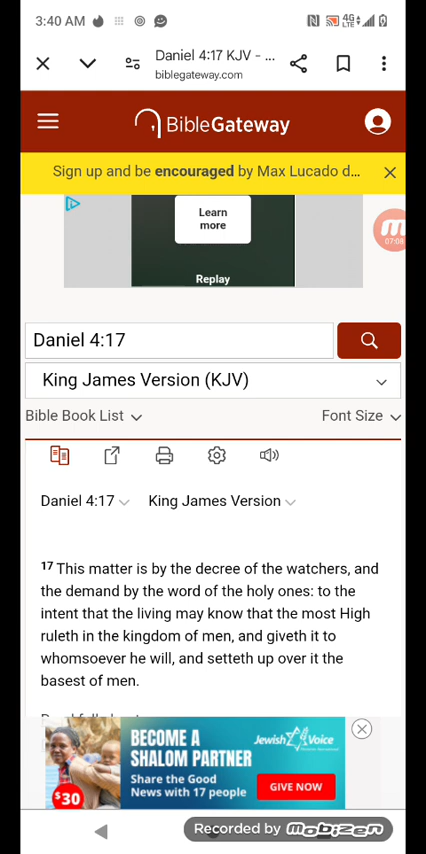 3:40 AM
4G
LTE
Daniel 4:17 KJV - ...
biblegateway.com
BibleGateway
Sign up and be encouraged by Max Lucado d...
Learn
more
Replay
07:08
Daniel 4:17
King James Version (KJV)
Bible Book List
Font Size
Daniel 4:17 King James Version
17 This matter is by the decree of the watchers, and
the demand by the word of the holy ones: to the
intent that the living may know that the most High
ruleth in the kingdom of men, and giveth it to
whomsoever he will, and setteth up over it the
basest of men.
BECOME A
SHALOM PARTNER
Jewish Voice
Share the Good
News with 17 people
GIVE NOW
$30
Recorded by mobizen